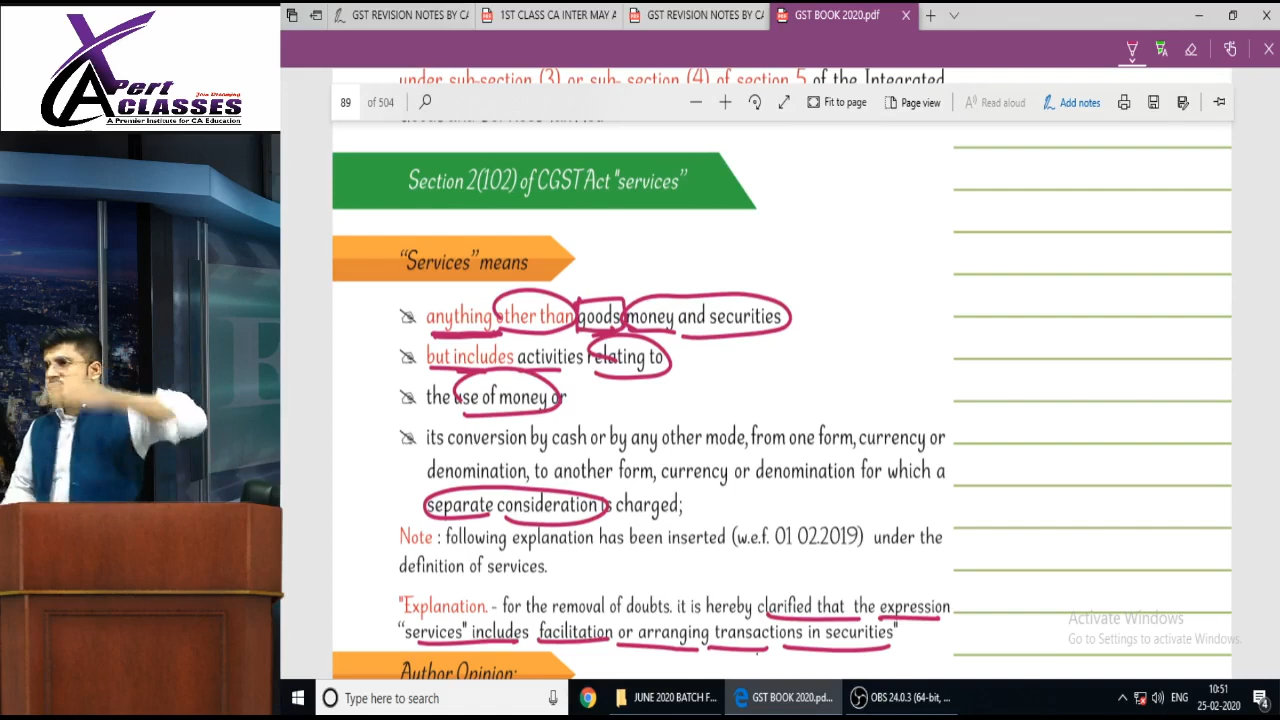 GST REVISION NOTES BY CA
1ST CLASS CA INTER MAY A
GST REVISION NOTES BY CA
GST BOOK 2020.pdf
Xpert
CA CLASSES
Join Dreaming
A Premier Institute for CA Education
under sub-section (3) or sub- section (4) of section 5 of the Integrated
89 of 504
Fit to page
Page view
Read aloud
Add notes
Section 2(102) of CGST Act "services”
“Services” means
anything other than goods money and securities
but includes activities relating to
the use of money or
its conversion by cash or by any other mode, from one form, currency or
denomination, to another form, currency or denomination for which a
separate consideration is charged;
Note : following explanation has been inserted (w.e.f. 01 02.2019) under the
definition of services.
"Explanation. - for the removal of doubts. it is hereby clarified that the expression
“services" includes facilitation or arranging transactions in securities"
Author Opinion:
Activate Windows
Go to Settings to activate Windows.
Type here to search
JUNE 2020 BATCH F...
GST BOOK 2020.pd...
OBS 24.0.3 (64-bit, ...
ENG
10:51
25-02-2020
4